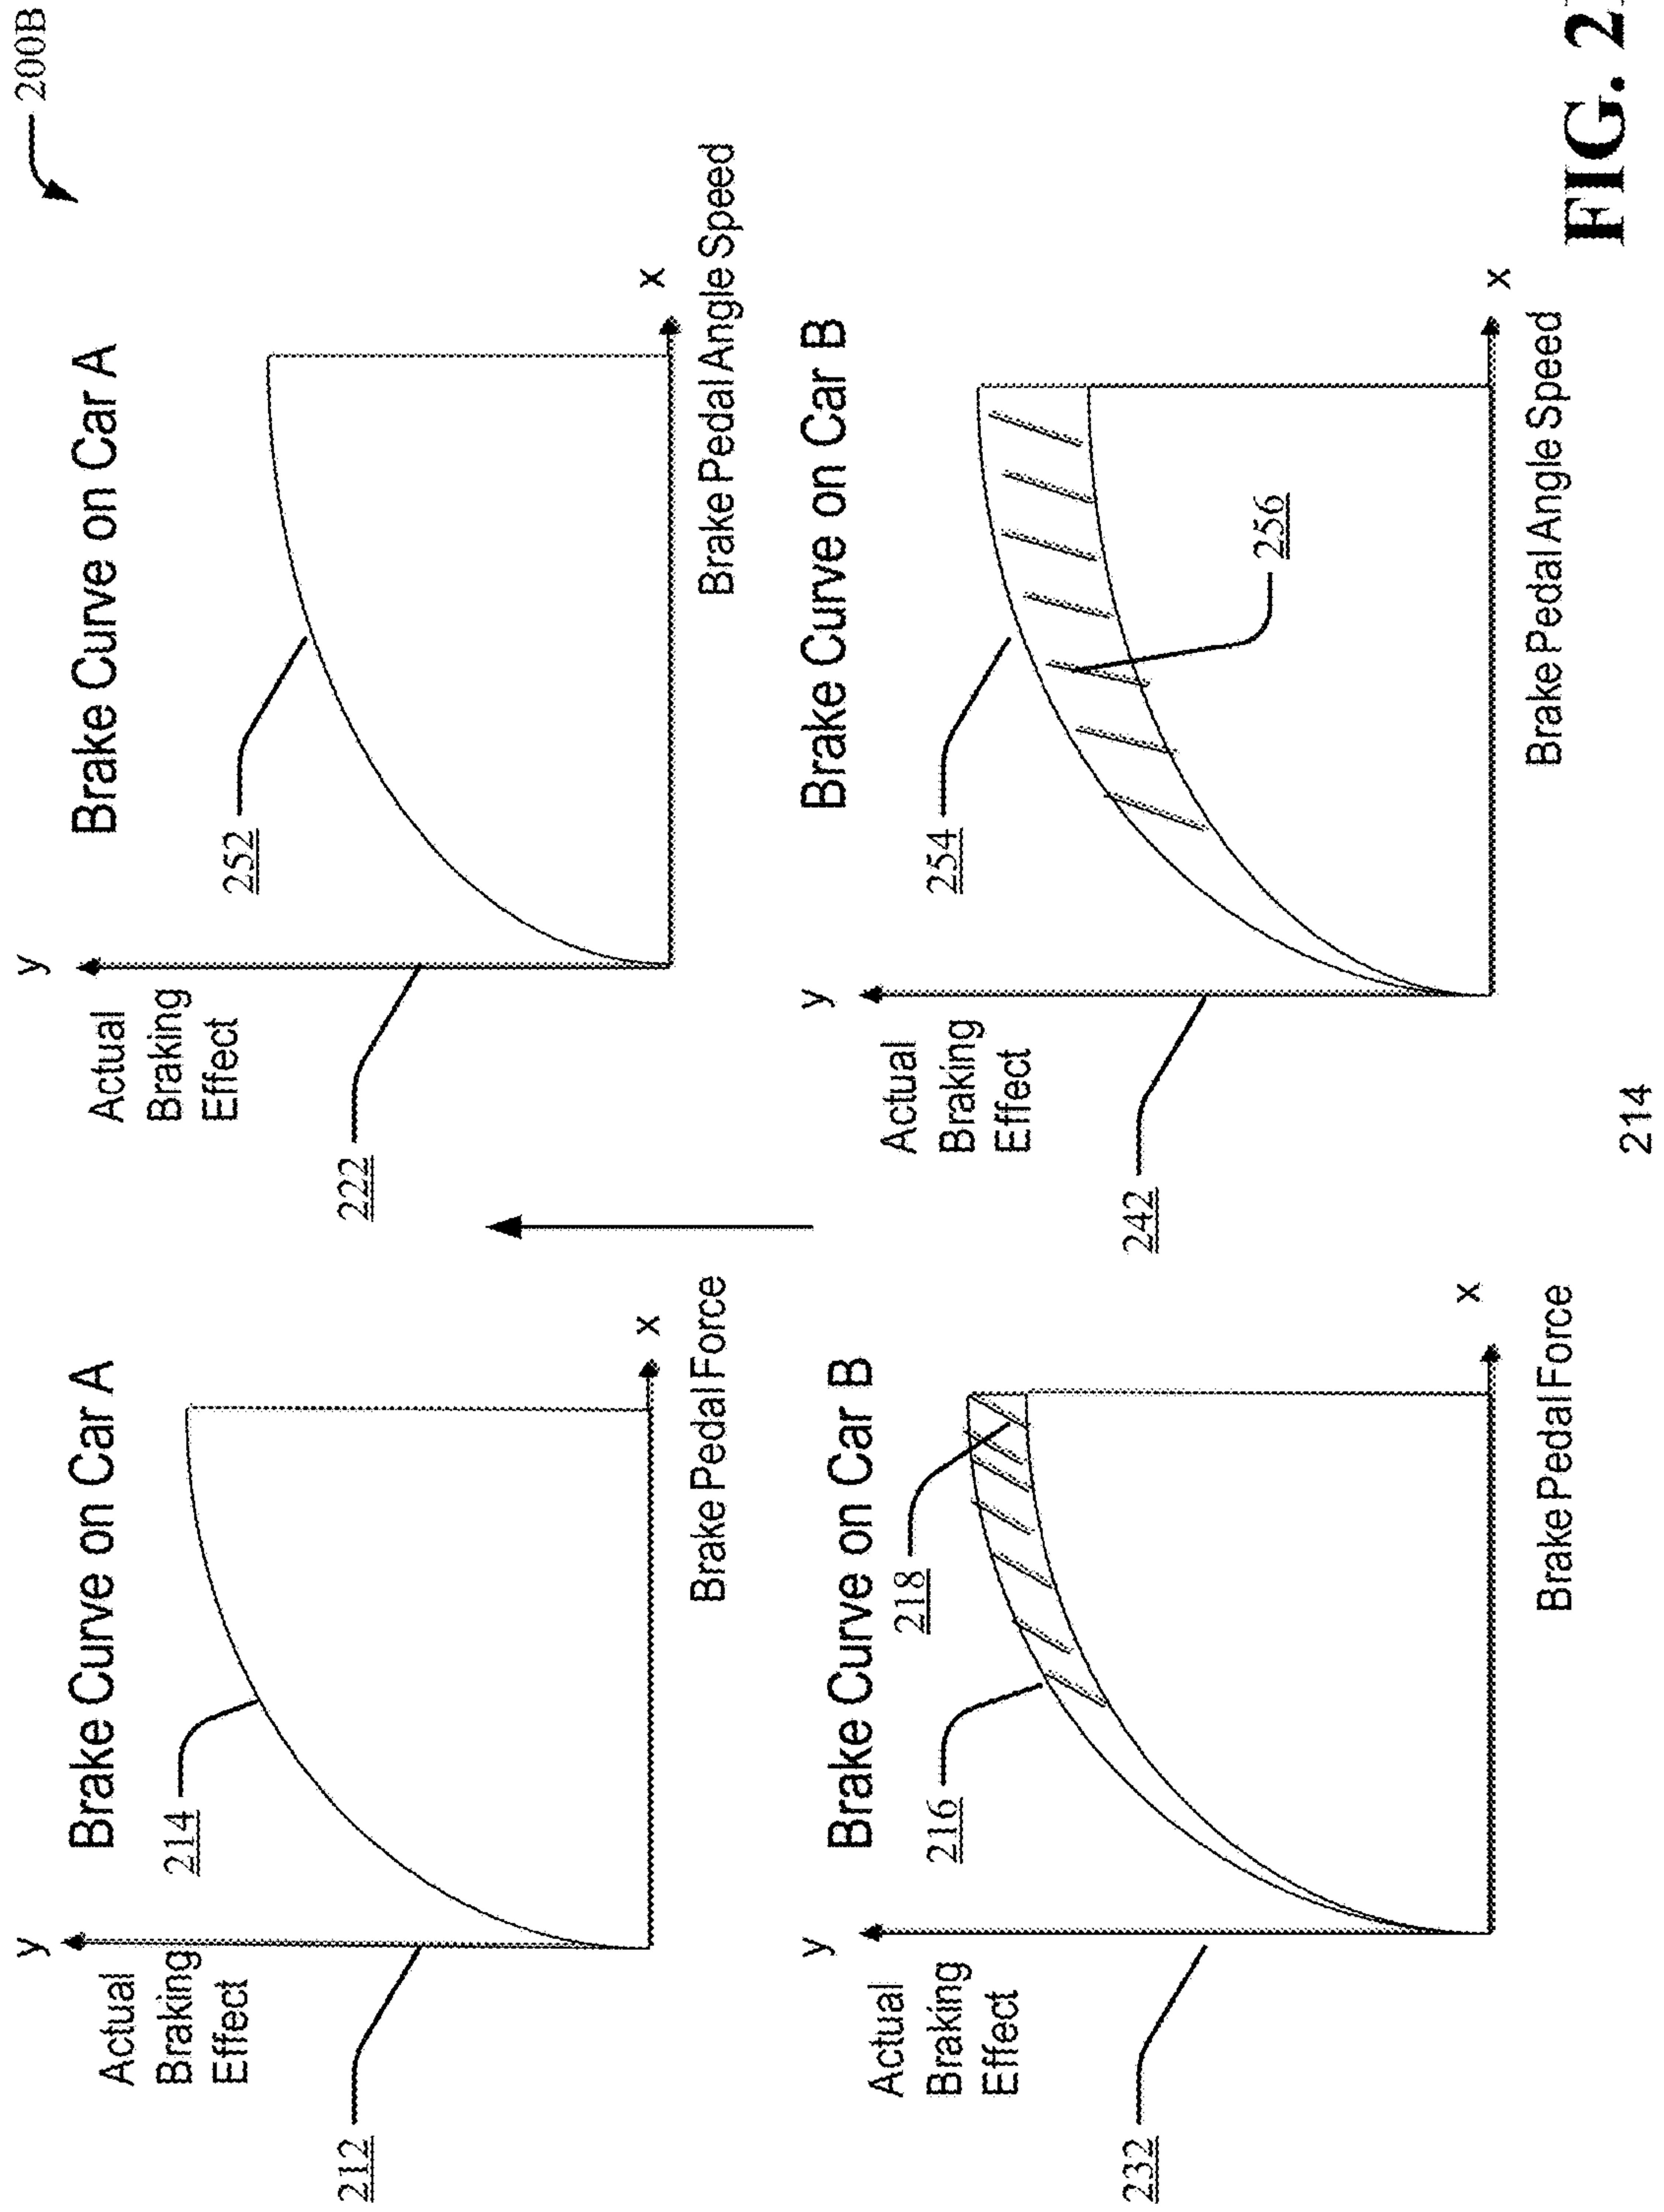 200B
Brake Curve on Car A
y
Actual
Braking
Effect
214
212
x
Brake Pedal Force
Brake Curve on Car A
y
Actual
Braking
Effect
252
222
x
Brake Pedal Angle Speed
Brake Curve on Car B
y
Actual
Braking
Effect
216
218
232
x
Brake Pedal Force
Brake Curve on Car B
y
Actual
Braking
Effect
254
256
242
x
Brake Pedal Angle Speed
214
FIG. 2